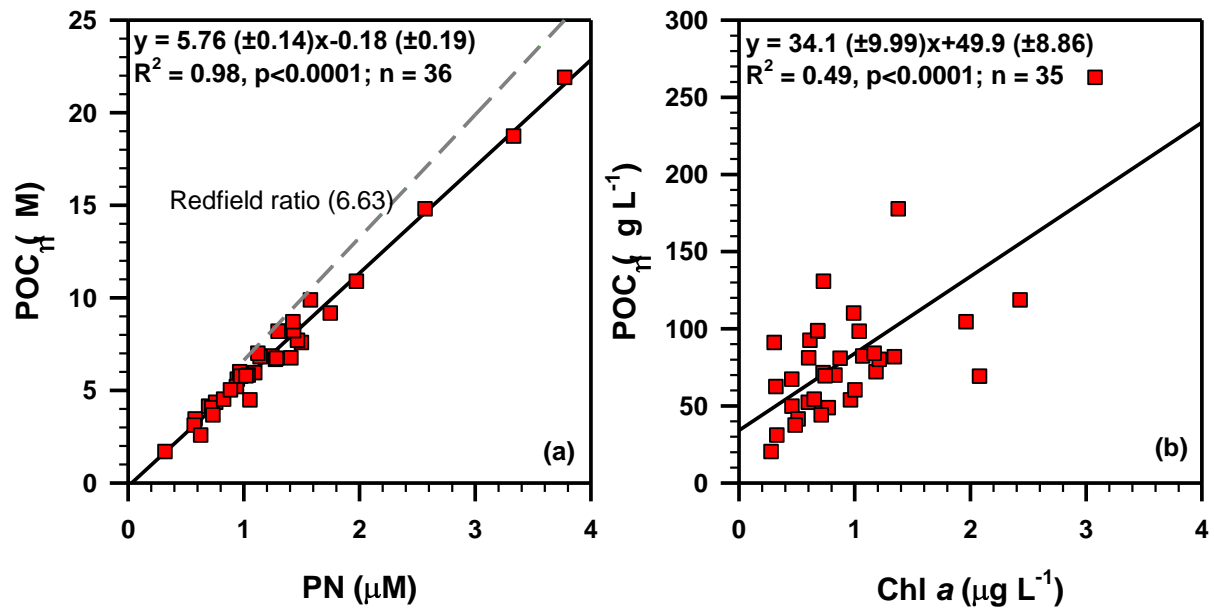 y = 5.76 (±0.14)x-0.18 (±0.19)
R² = 0.98, p<0.0001; n = 36
Redfield ratio (6.63)
(a)
25
20
15
10
5
0
0 1 2 3 4
POC (m M)
PN (μM)
y = 34.1 (±9.99)x+49.9 (±8.86)
R² = 0.49, p<0.0001; n = 35
(b)
300
250
200
150
100
50
0
0 1 2 3 4
POC (m g L⁻¹)
Chl a (μg L⁻¹)